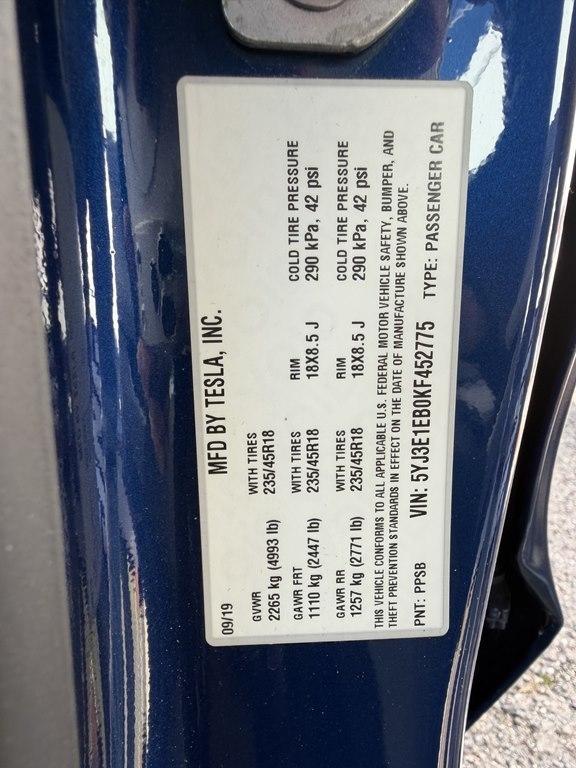 MFD BY TESLA, INC.
09/19
GVWR WITH TIRES
2265 kg (4993 lb) 235/45R18
GAWR FRT WITH TIRES RIM COLD TIRE PRESSURE
1110 kg (2447 lb) 235/45R18 18X8.5 J 290 kPa, 42 psi
GAWR RR WITH TIRES RIM COLD TIRE PRESSURE
1257 kg (2771 lb) 235/45R18 18X8.5 J 290 kPa, 42 psi
THIS VEHICLE CONFORMS TO ALL APPLICABLE U.S. FEDERAL MOTOR VEHICLE SAFETY, BUMPER, AND
THEFT PREVENTION STANDARDS IN EFFECT ON THE DATE OF MANUFACTURE SHOWN ABOVE.
PNT: PPSB VIN: 5YJ3E1EB0KF452775 TYPE: PASSENGER CAR